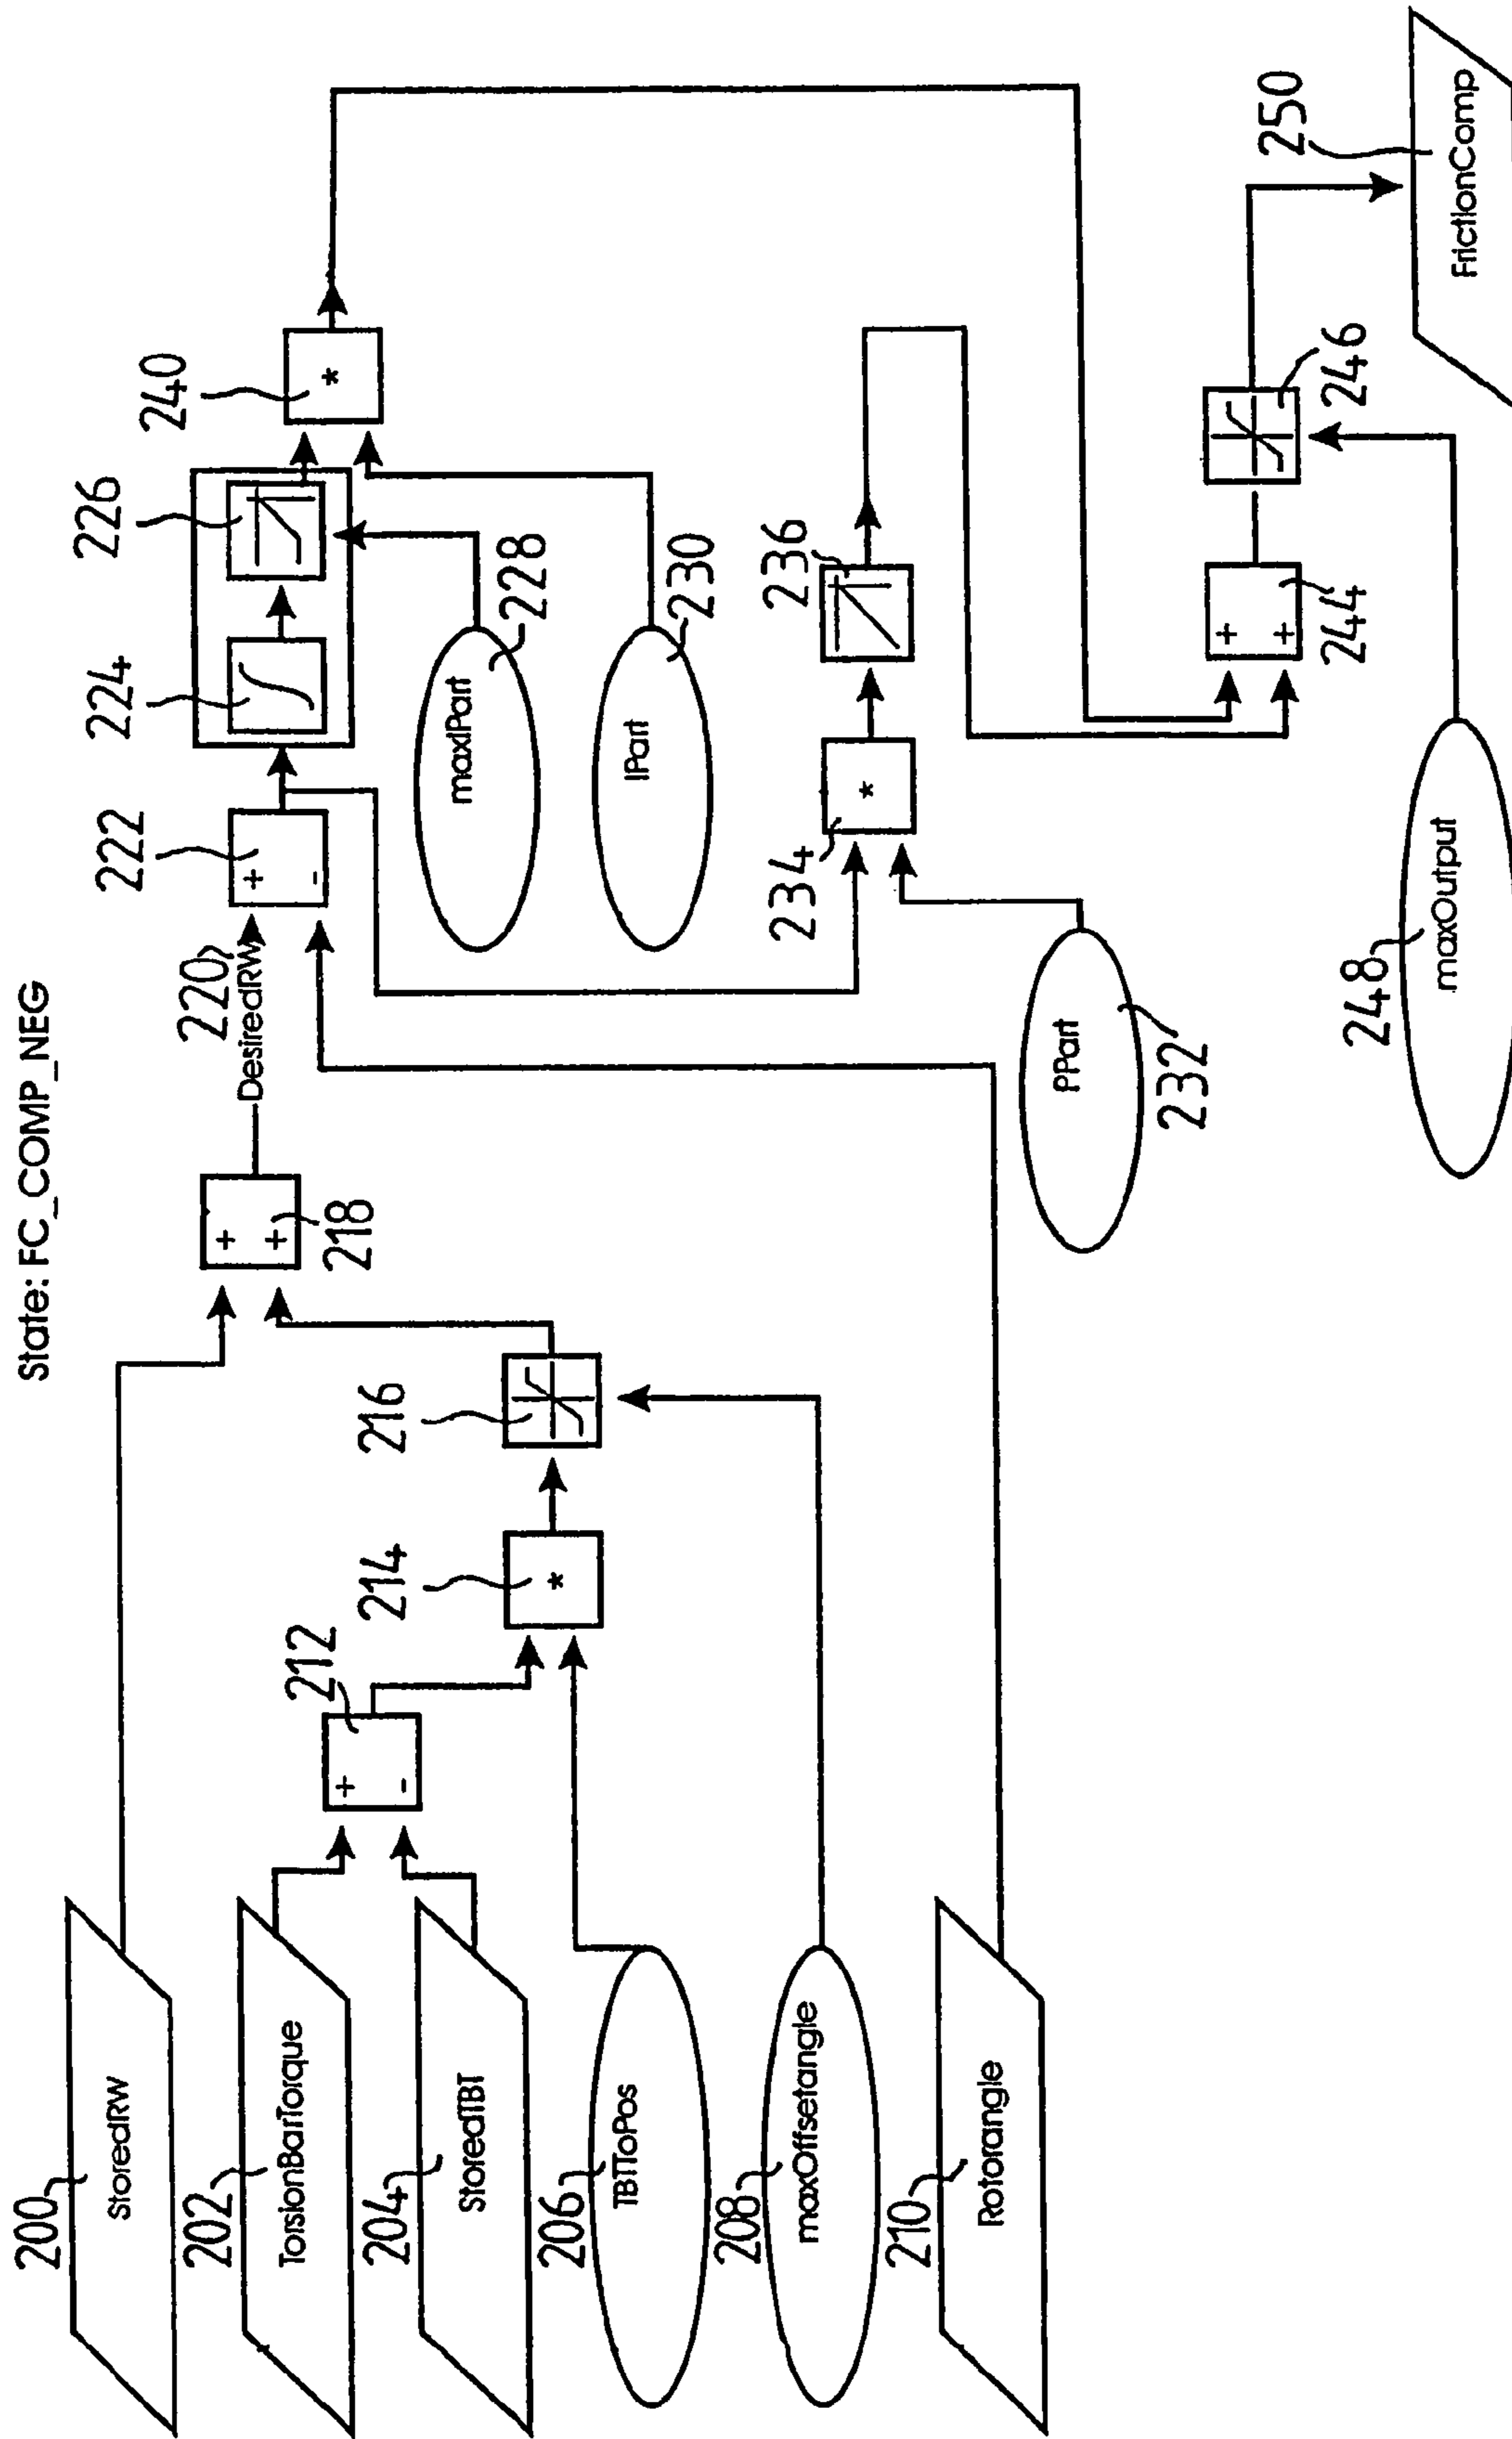 State: FC_COMP_NEG
200
StoredRW
202
TorsionBarTorque
204
StoredTBT
206
TBTToPos
208
maxOffsetangle
210
Rotorangle
212
+
-
214
*
216
218
+
+
220
DesiredRW
222
+
-
224
226
maxIPart
228
IPart
230
PPart
232
234
*
236
240
*
244
+
+
246
248
maxOutput
250
FrictionComp